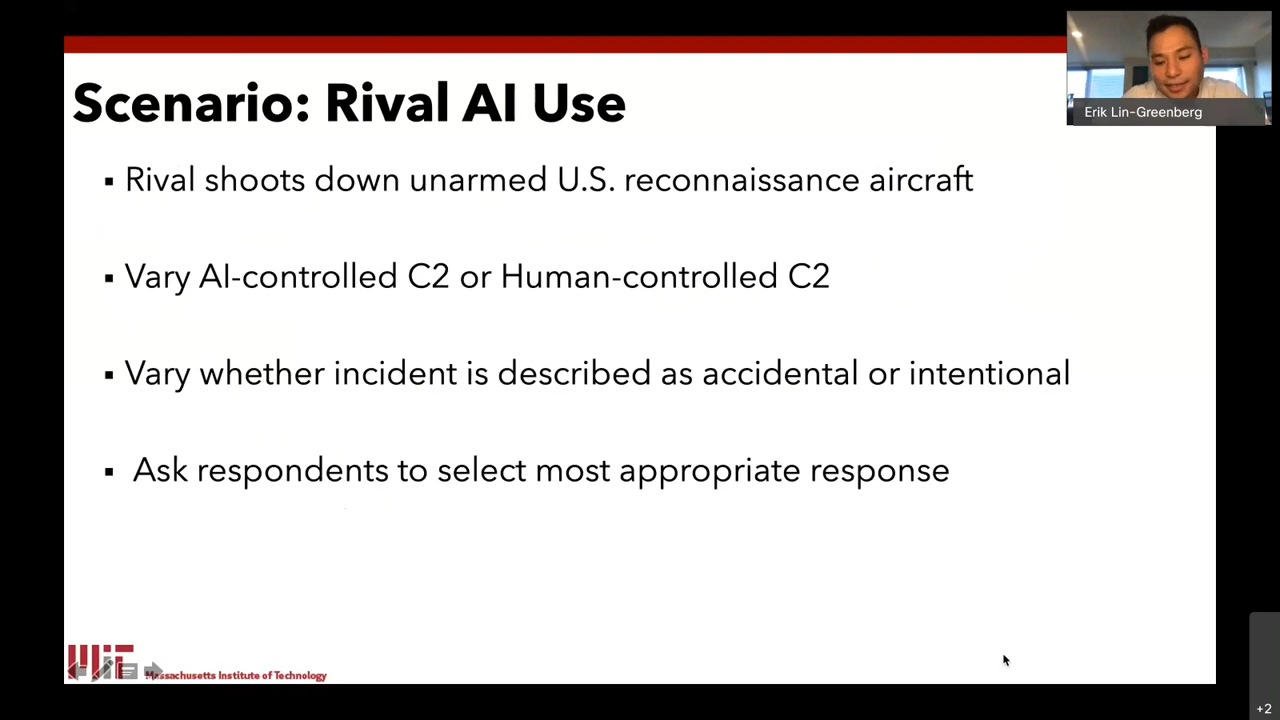 Scenario: Rival AI Use
Erik Lin-Greenberg
▪ Rival shoots down unarmed U.S. reconnaissance aircraft
▪ Vary AI-controlled C2 or Human-controlled C2
▪ Vary whether incident is described as accidental or intentional
▪ Ask respondents to select most appropriate response
MIT
Massachusetts Institute of Technology
+2